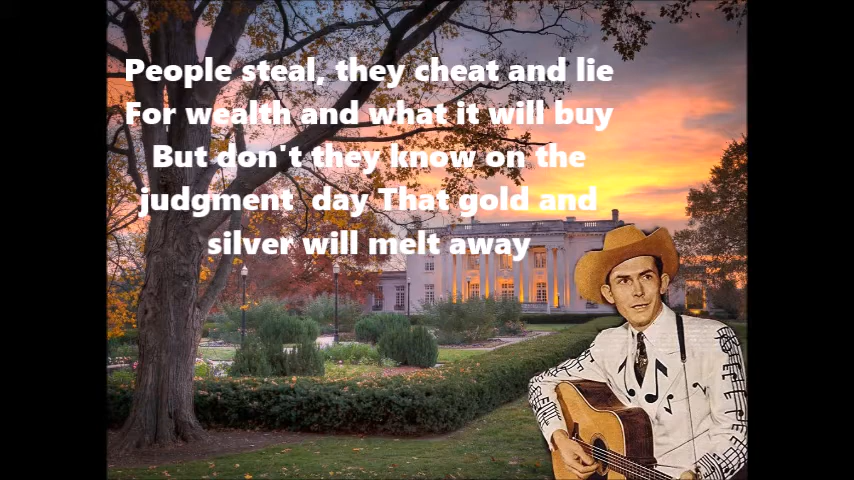 People steal, they cheat and lie
For wealth and what it will buy
But don't they know on the
judgment  day That gold and
silver will melt away